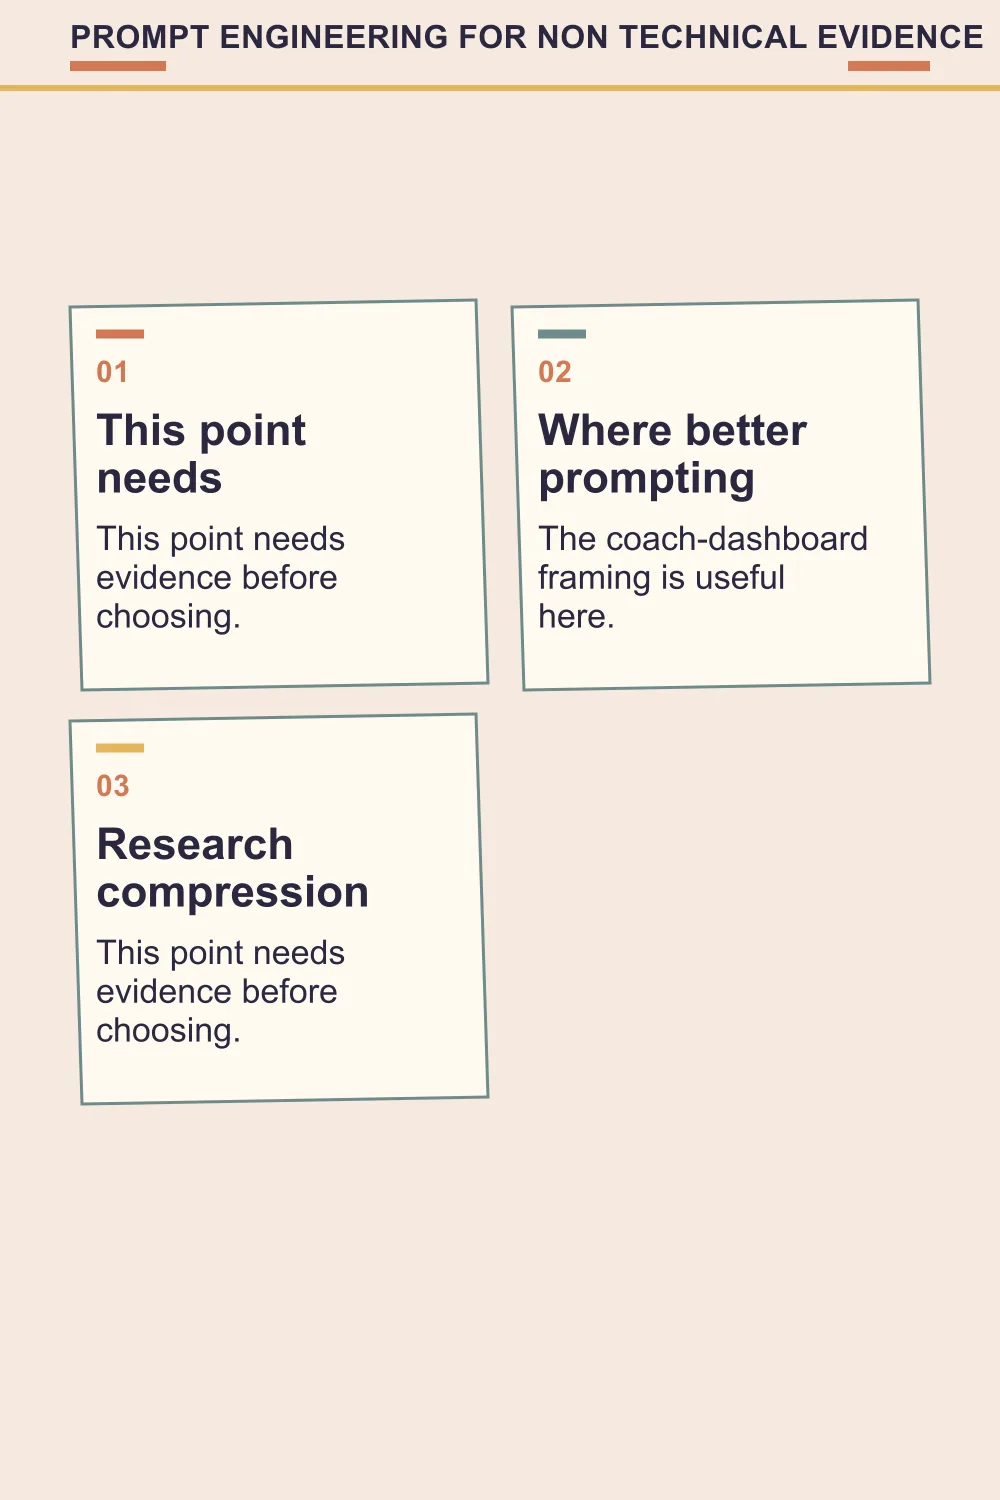 PROMPT ENGINEERING FOR NON TECHNICAL EVIDENCE
01
This point
needs
This point needs
evidence before
choosing.
02
Where better
prompting
The coach-dashboard
framing is useful
here.
03
Research
compression
This point needs
evidence before
choosing.